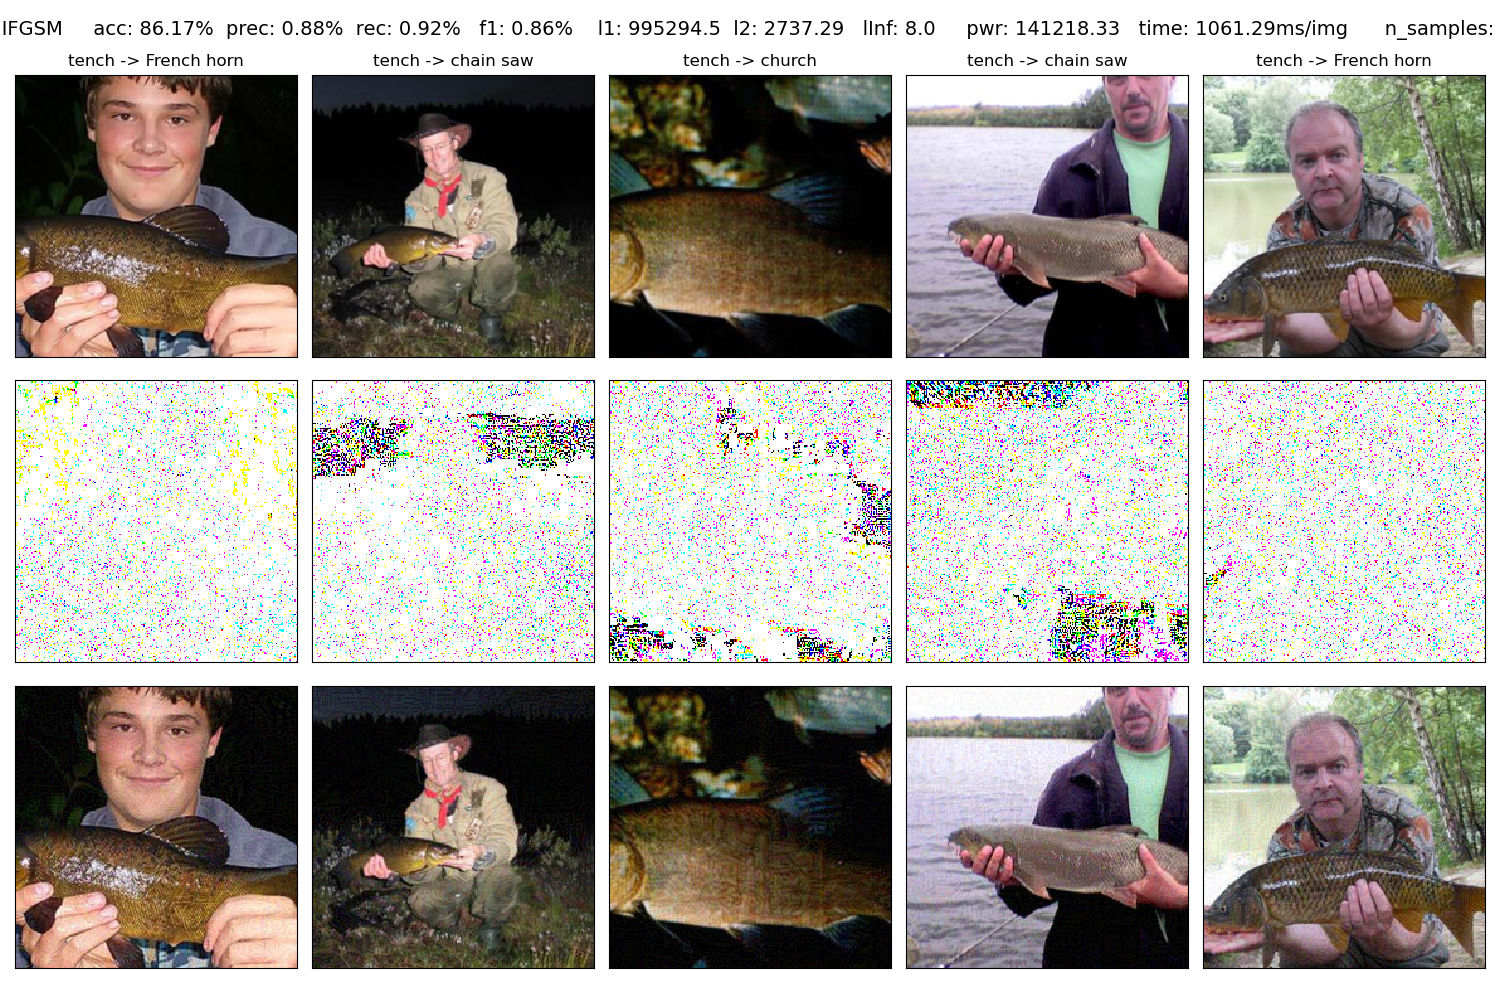 IFGSM acc: 86.17% prec: 0.88% rec: 0.92% f1: 0.86% l1: 995294.5 l2: 2737.29 lInf: 8.0 pwr: 141218.33 time: 1061.29ms/img n_samples:
tench -> French horn
tench -> chain saw
tench -> church
tench -> chain saw
tench -> French horn